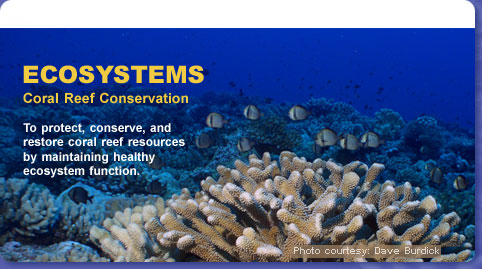 ECOSYSTEMS
Coral Reef Conservation
To protect, conserve, and
restore coral reef resources
by maintaining healthy
ecosystem function.
Photo courtesy: Dave Burdick